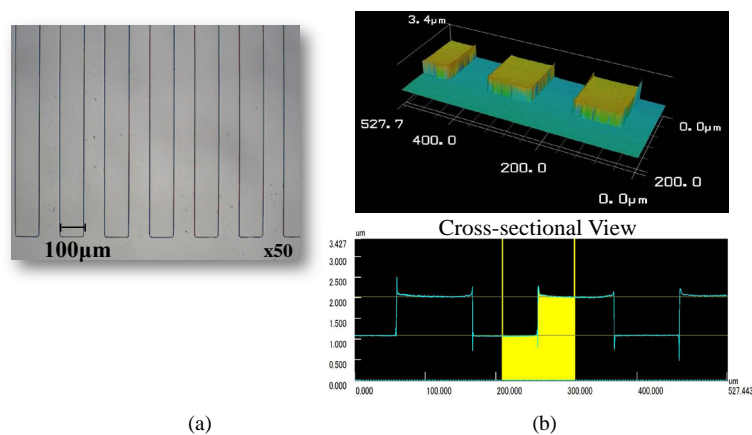 100μm
x50
3.4μm
527.7
400.0
200.0
0.0μm
0.0μm
200.0
Cross-sectional View
um
3.427
3.000
2.500
2.000
1.500
1.000
0.500
0.000
0.000 100.000 200.000 300.000 400.000 527.443
um
(a) (b)